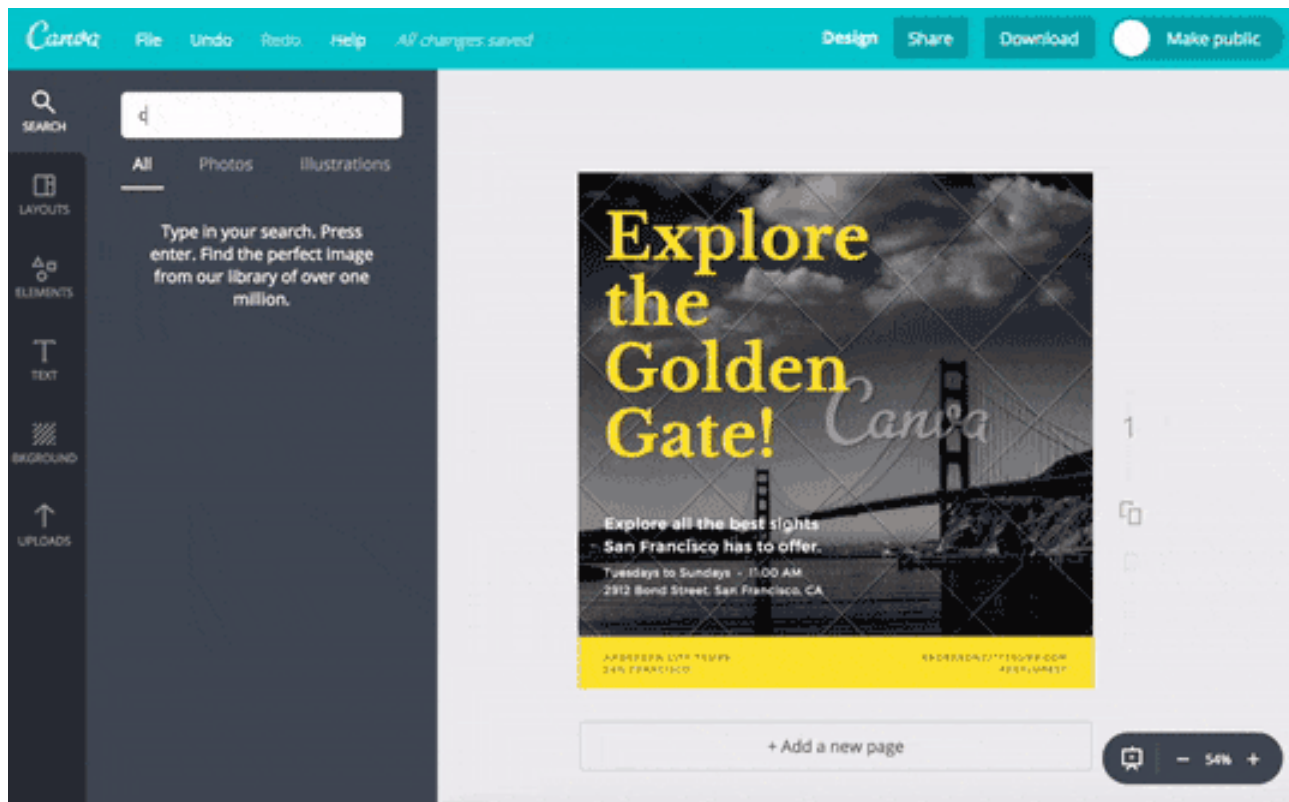 Canva File Undo Redo Help All changes saved Design Share Download Make public
SEARCH
LAYOUTS
ELEMENTS
TEXT
BKGROUND
UPLOADS
c
All Photos Illustrations
Type in your search. Press
enter. Find the perfect image
from our library of over one
million.
Explore
the
Golden
Gate!
Canva
Explore all the best sights
San Francisco has to offer.
Tuesdays to Sundays - 11:00 AM
2912 Bond Street, San Francisco, CA
SAN FRANCISCO
1
+ Add a new page
− 54% +